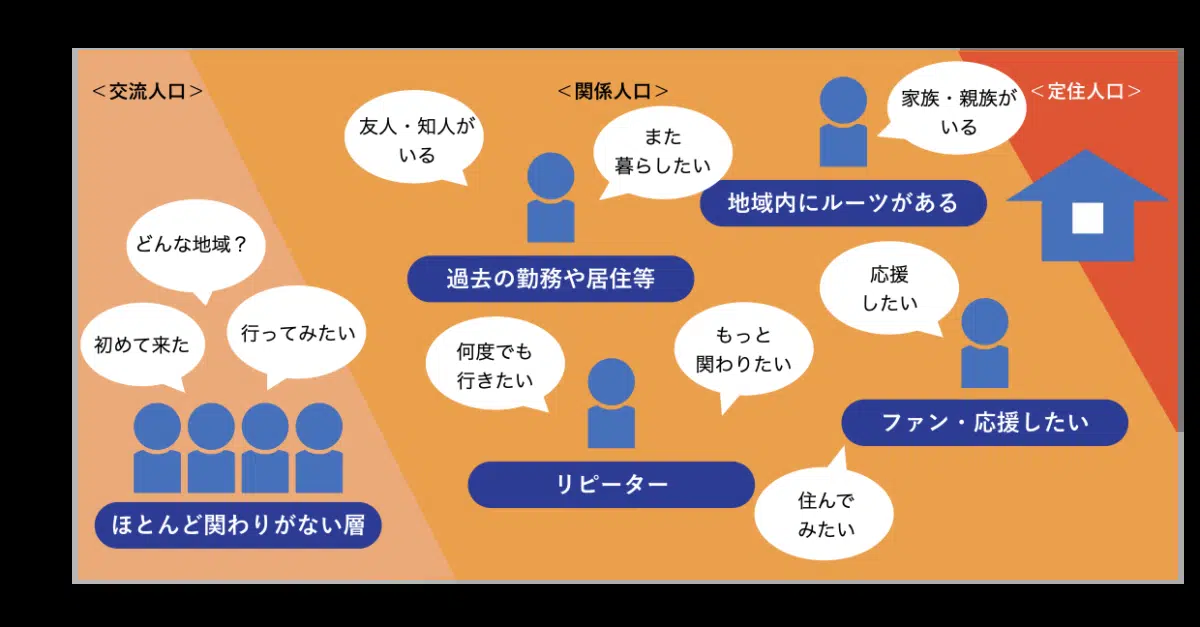 ＜交流人口＞
＜関係人口＞
＜定住人口＞
どんな地域？
初めて来た
行ってみたい
ほとんど関わりがない層
友人・知人が
いる
また
暮らしたい
過去の勤務や居住等
家族・親族が
いる
地域内にルーツがある
何度でも
行きたい
もっと
関わりたい
リピーター
応援
したい
ファン・応援したい
住んで
みたい